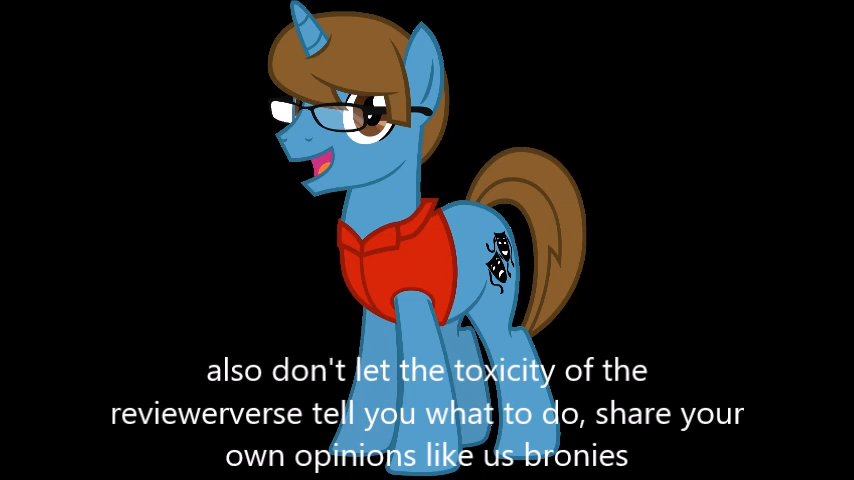 also don't let the toxicity of the
reviewerverse tell you what to do, share your
own opinions like us bronies